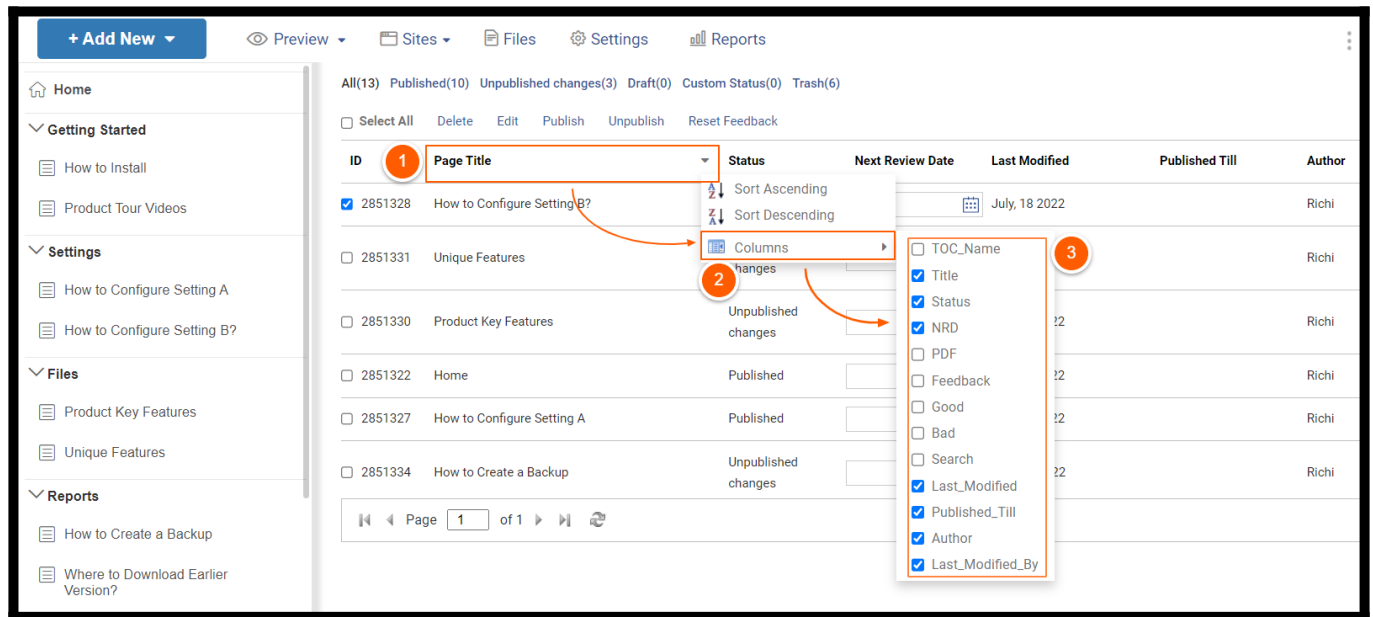 + Add New
Preview
Sites
Files
Settings
Reports
Home
Getting Started
How to Install
Product Tour Videos
Settings
How to Configure Setting A
How to Configure Setting B?
Files
Product Key Features
Unique Features
Reports
How to Create a Backup
Where to Download Earlier
Version?
All(13) Published(10) Unpublished changes(3) Draft(0) Custom Status(0) Trash(6)
Select All Delete Edit Publish Unpublish Reset Feedback
ID 1 Page Title Status Next Review Date Last Modified Published Till Author
2851328 How to Configure Setting B? July, 18 2022 Richi
2851331 Unique Features changes Richi
2851330 Product Key Features Unpublished
changes 22 Richi
2851322 Home Published 22 Richi
2851327 How to Configure Setting A Published 22 Richi
2851334 How to Create a Backup Unpublished
changes 22 Richi
Page 1 of 1
A
Z
Sort Ascending
Z
A
Sort Descending
Columns
2
3
TOC_Name
Title
Status
NRD
PDF
Feedback
Good
Bad
Search
Last_Modified
Published_Till
Author
Last_Modified_By